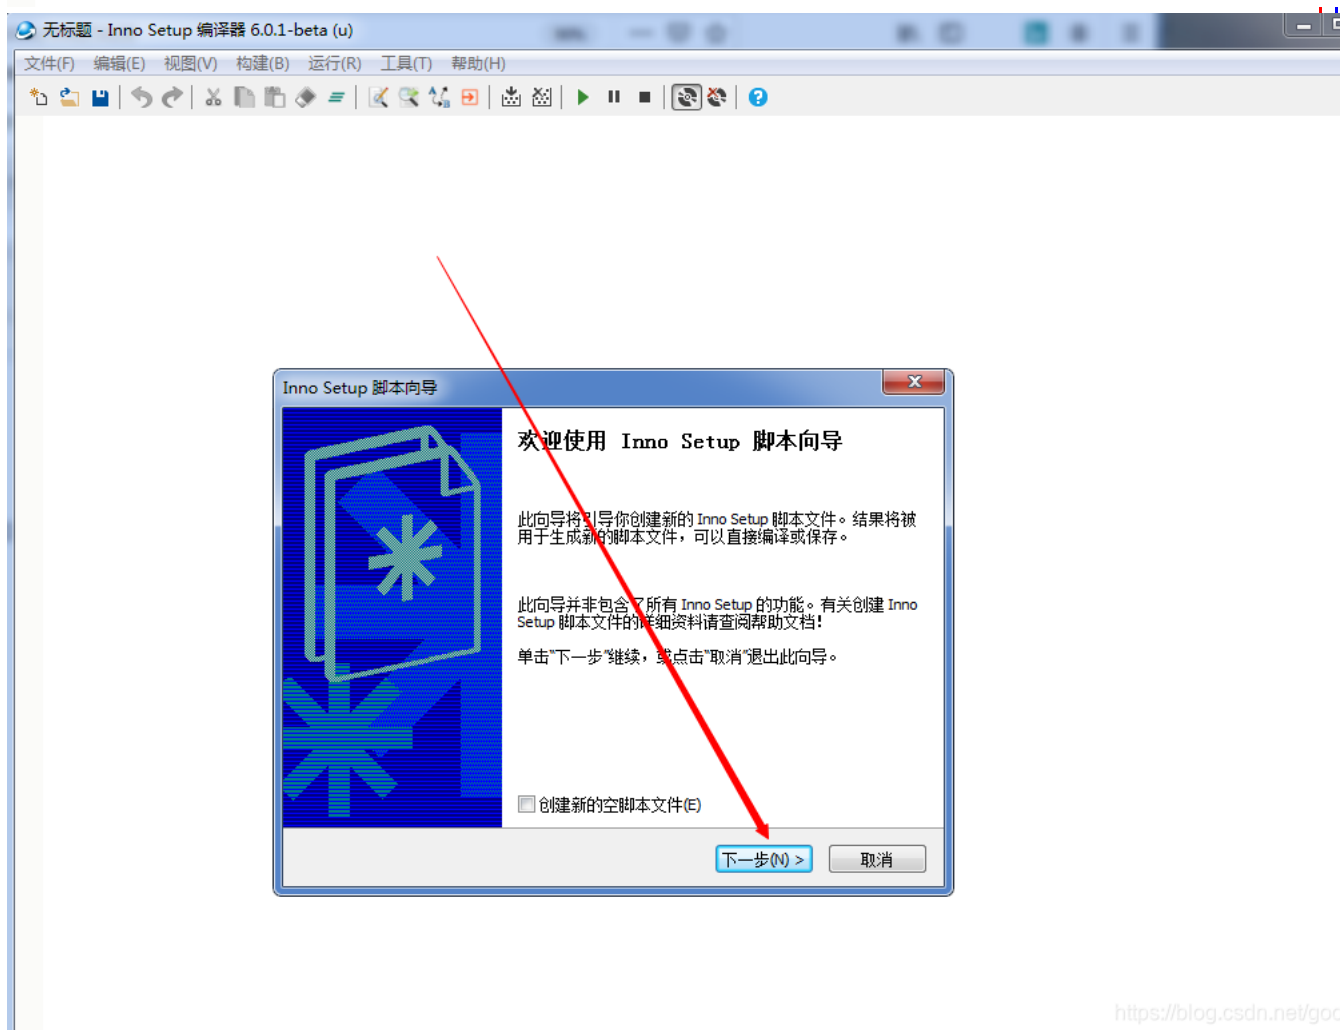 无标题 - Inno Setup 编译器 6.0.1-beta (u)
文件(F) 编辑(E) 视图(V) 构建(B) 运行(R) 工具(T) 帮助(H)
Inno Setup 脚本向导
欢迎使用 Inno Setup 脚本向导
此向导将引导你创建新的 Inno Setup 脚本文件。结果将被
用于生成新的脚本文件，可以直接编译或保存。
此向导并非包含了所有 Inno Setup 的功能。有关创建 Inno
Setup 脚本文件的详细资料请查阅帮助文档!
单击"下一步"继续，或点击"取消"退出此向导。
创建新的空脚本文件(E)
下一步(N) >
取消
https://blog.csdn.net/goo